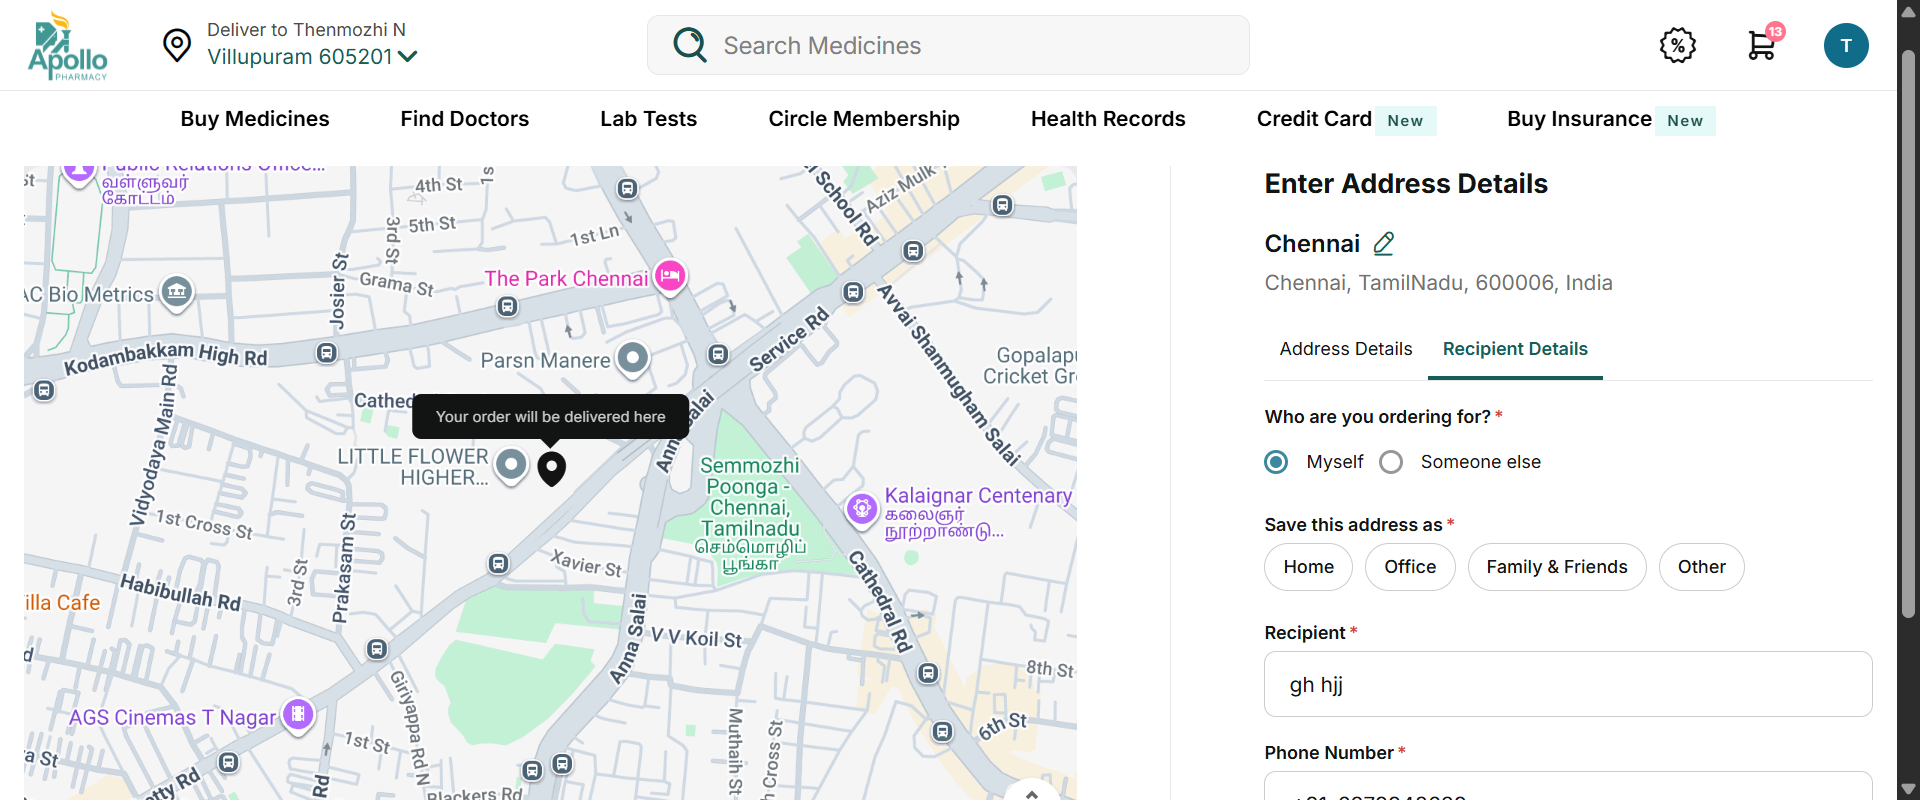 Apollo
PHARMACY
Deliver to Thenmozhi N
Villupuram 605201
Search Medicines
%
13
T
Buy Medicines
Find Doctors
Lab Tests
Circle Membership
Health Records
Credit Card New
Buy Insurance New
வள்ளுவர்
கோட்டம்
4th St
5th St
3rd St
1st Ln
Josier St
Grama St
The Park Chennai
School Rd
Aziz Mulk
Bio Metrics
Kodambakkam High Rd
Parsn Manere
Service Rd
Avvai Shanmugham Salai
Gopalapu
Cricket Gr
Vidyodaya Main Rd
Your order will be delivered here
LITTLE FLOWER
HIGHER...
Semmozhi
Poonga -
Chennai,
Tamilnadu
செம்மொழிப்
பூங்கா
Kalaignar Centenary
கலைஞர்
நூற்றாண்டு...
1st Cross St
Prakasam St
Xavier St
3rd St
Habibullah Rd
illa Cafe
Anna Salai
Cathedral Rd
V V Koil St
8th St
Giriyappa Rd N
AGS Cinemas T Nagar
1st St
Muthaih St
Cross St
6th St
Rd
Blackers Rd
Enter Address Details
Chennai
Chennai, TamilNadu, 600006, India
Address Details
Recipient Details
Who are you ordering for? *
Myself
Someone else
Save this address as *
Home
Office
Family & Friends
Other
Recipient *
gh hjj
Phone Number *